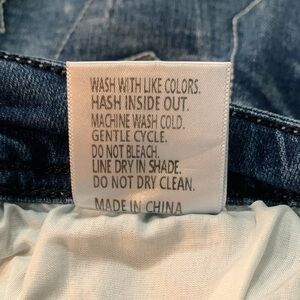 WASH WITH LIKE COLORS.
HASH INSIDE OUT.
MACHINE WASH COLD.
GENTLE CYCLE.
DO NOT BLEACH.
LINE DRY IN SHADE.
DO NOT DRY CLEAN.
MADE IN CHINA